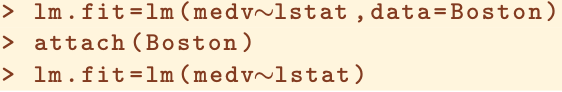 > lm.fit=lm(medv∼lstat ,data=Boston)
> attach(Boston)
> lm.fit=lm(medv∼lstat)